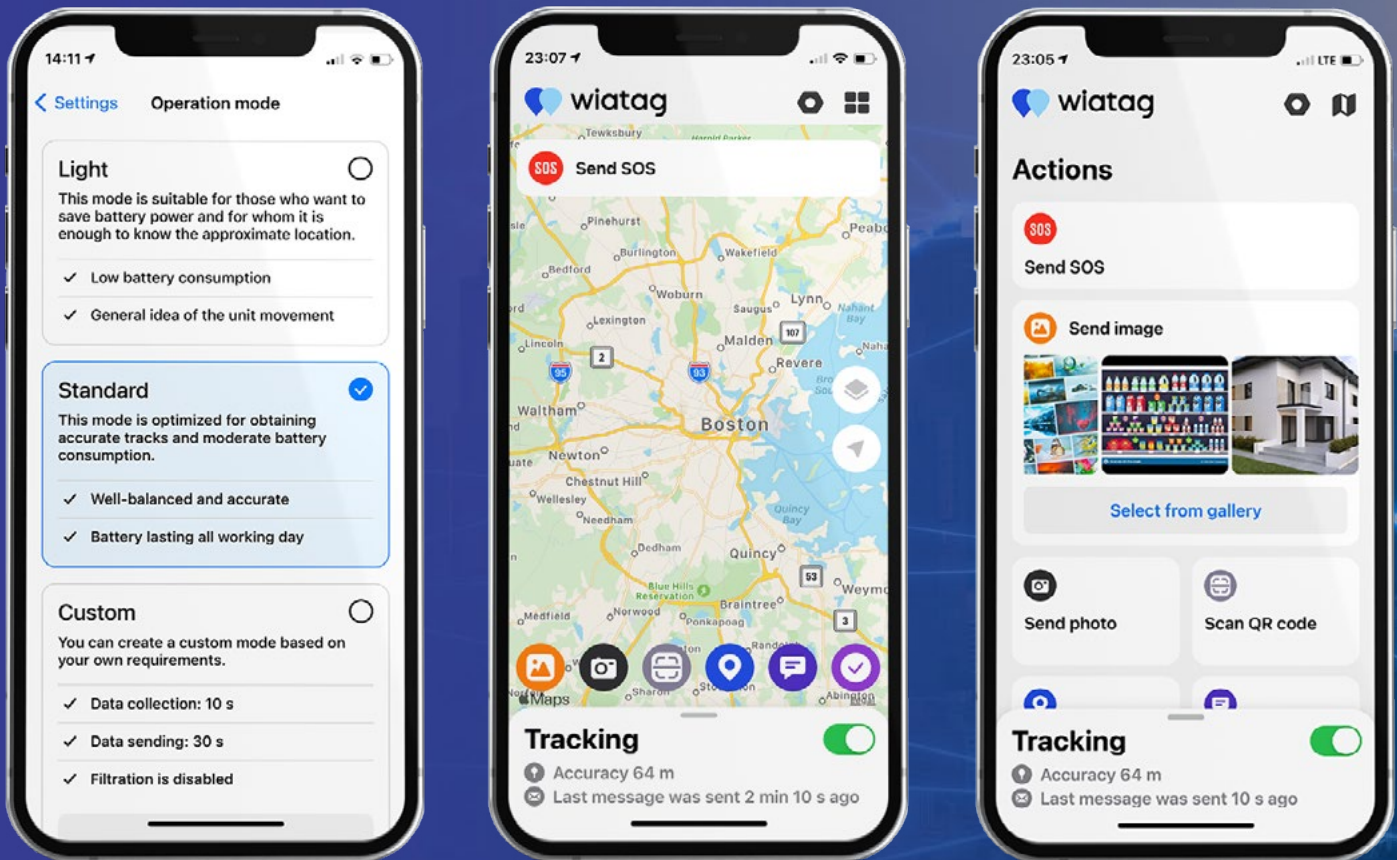 14:11
Settings
Operation mode
Light
This mode is suitable for those who want to
save battery power and for whom it is
enough to know the approximate location.
Low battery consumption
General idea of the unit movement
Standard
This mode is optimized for obtaining
accurate tracks and moderate battery
consumption.
Well-balanced and accurate
Battery lasting all working day
Custom
You can create a custom mode based on
your own requirements.
Data collection: 10 s
Data sending: 30 s
Filtration is disabled
23:07
wiatag
Tewksbury
Harold Parker
SOS
Send SOS
Pinehurst
Burlington
Wakefield
Bedford
Woburn
Saugus
Lynn
Nahant
Bay
Lexington
107
Lincoln
2
Malden
Revere
95
93
Waltham
Boston
Newton
Chestnut Hill
Wellesley
Needham
Quincy
Bay
Dedham
Quincy
53
Blue Hills
Reservation
Braintree
Medfield
Norwood
Ponkapoag
3
Sharon
Abington
Maps
Tracking
Accuracy 64 m
Last message was sent 2 min 10 s ago
23:05
LTE
wiatag
Actions
SOS
Send SOS
Send image
Select from gallery
Send photo
Scan QR code
Tracking
Accuracy 64 m
Last message was sent 10 s ago